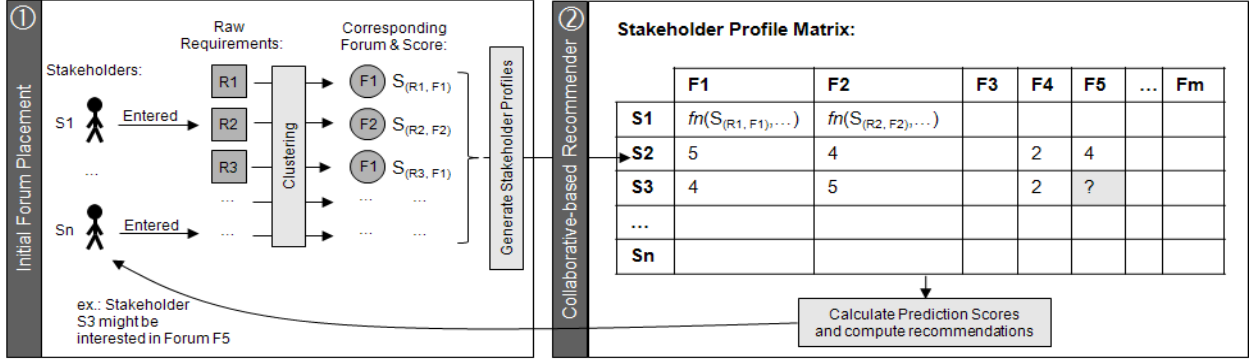 ①
Initial Forum Placement
Raw
Requirements:
Corresponding
Forum & Score:
Stakeholders:
S1
Entered
R1
R2
R3
...
...
...
Sn
Entered
Clustering
F1 S(R1, F1)
F2 S(R2, F2)
F1 S(R3, F1)
... ...
... ...
Generate Stakeholder Profiles
ex.: Stakeholder
S3 might be
interested in Forum F5
②
Collaborative-based Recommender
Stakeholder Profile Matrix:
F1 F2 F3 F4 F5 ... Fm
S1 fn(S(R1, F1),...) fn(S(R2, F2),...)
S2 5 4 2 4
S3 4 5 2 ?
...
Sn
Calculate Prediction Scores
and compute recommendations